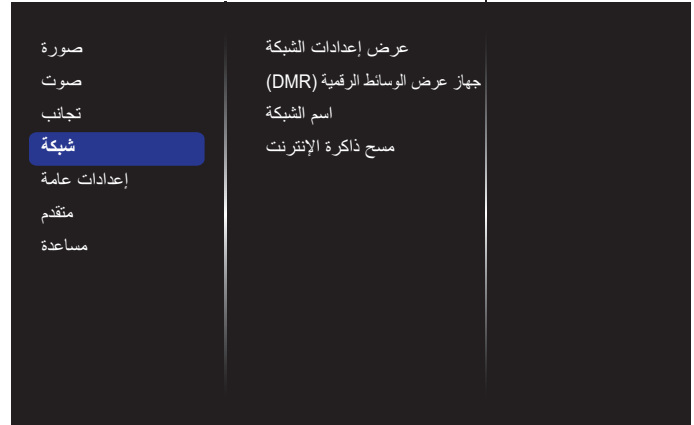 صورة
صوت
تجانب
شبكة
إعدادات عامة
متقدم
مساعدة
عرض إعدادات الشبكة
جهاز عرض الوسائط الرقمية (DMR)
اسم الشبكة
مسح ذاكرة الإنترنت